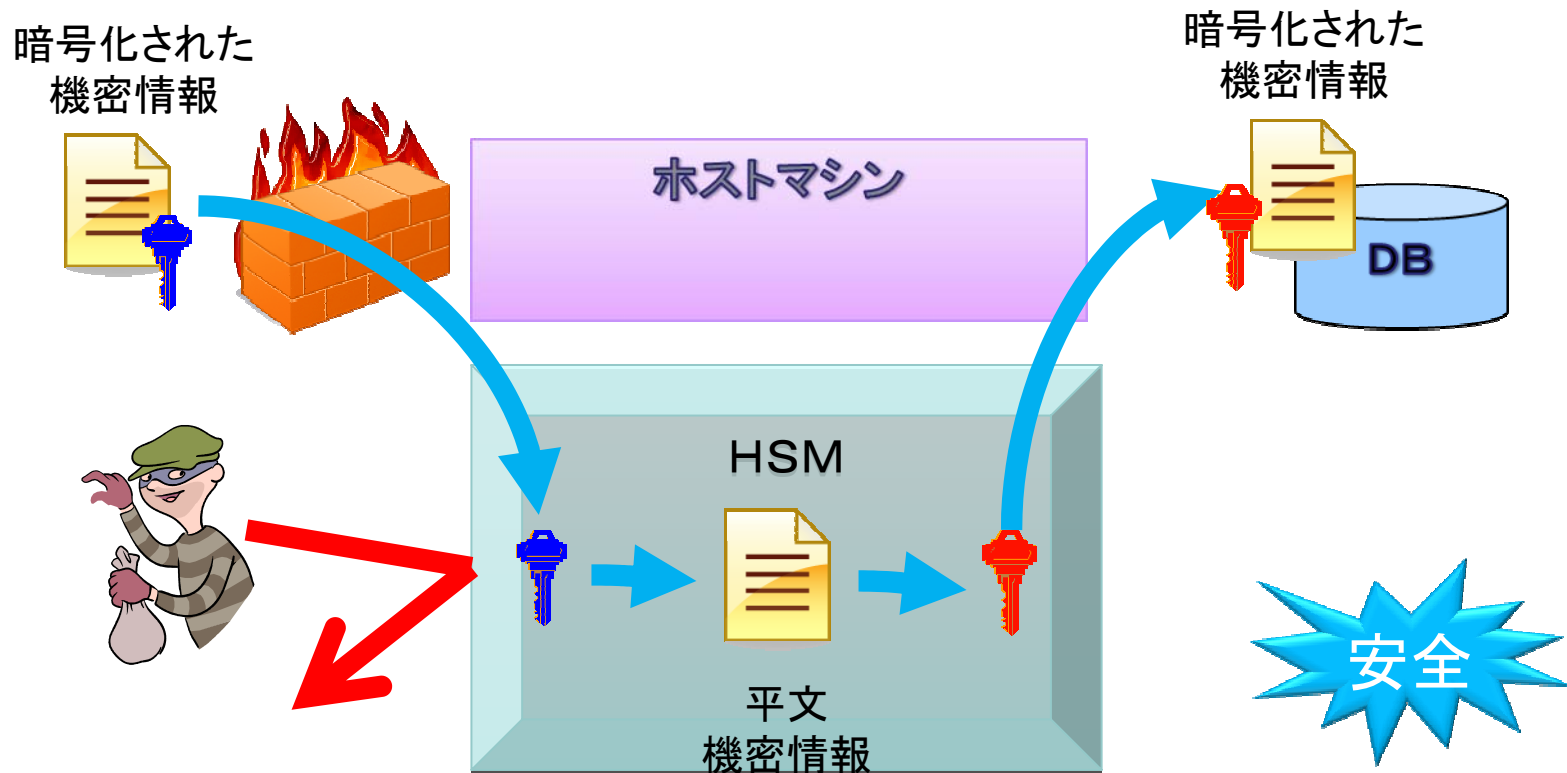 暗号化された
機密情報
暗号化された
機密情報
ホストマシン
DB
HSM
平文
機密情報
安全